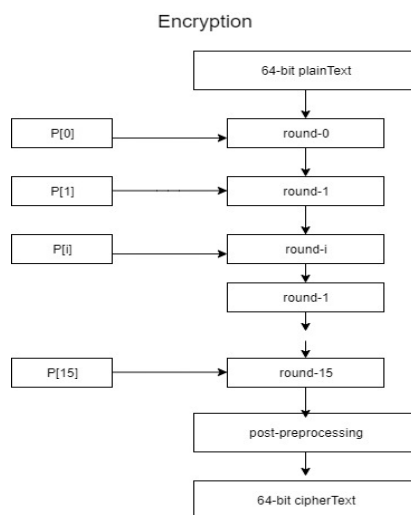 Encryption
64-bit plainText
P[0]
round-0
P[1]
round-1
P[i]
round-i
round-1
P[15]
round-15
post-preprocessing
64-bit cipherText